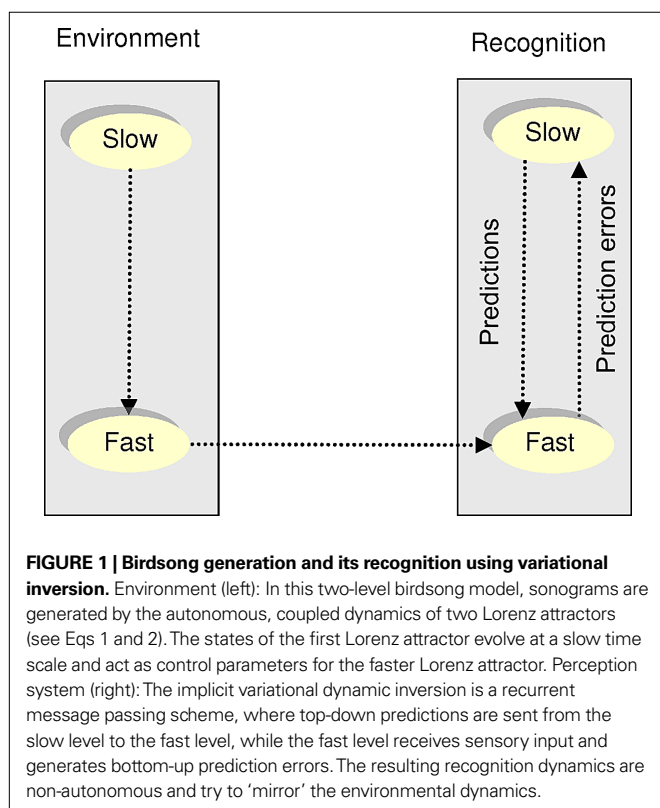 Environment
Recognition
Slow
Slow
Predictions
Prediction errors
Fast
Fast
FIGURE 1 | Birdsong generation and its recognition using variational
inversion. Environment (left): In this two-level birdsong model, sonograms are
generated by the autonomous, coupled dynamics of two Lorenz attractors
(see Eqs 1 and 2). The states of the first Lorenz attractor evolve at a slow time
scale and act as control parameters for the faster Lorenz attractor. Perception
system (right): The implicit variational dynamic inversion is a recurrent
message passing scheme, where top-down predictions are sent from the
slow level to the fast level, while the fast level receives sensory input and
generates bottom-up prediction errors. The resulting recognition dynamics are
non-autonomous and try to ‘mirror’ the environmental dynamics.